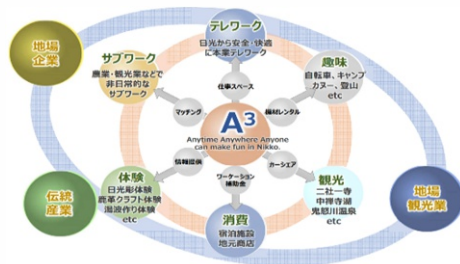 地場
企業
テレワーク
日光から安全・快適
に本業テレワーク
サブワーク
農業・観光業などで
非日常的な
サブワーク
趣味
自転車、キャンプ
カヌー、登山
etc
仕事スペース
マッチング
機材レンタル
A³
Anytime Anywhere Anyone
can make fun in Nikko.
情報提供
カーシェア
ワーケーション
補助金
体験
日光彫体験
鹿革クラフト体験
湯波作り体験
etc
観光
二社一寺
中禅寺湖
鬼怒川温泉
etc
伝統
産業
地場
観光業
消費
宿泊施設
地元商店